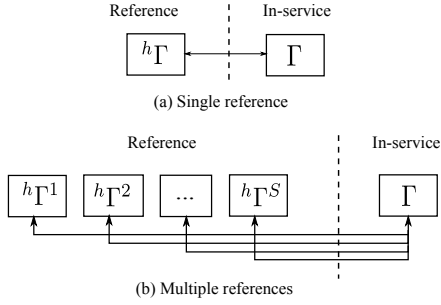 Reference In-service
ʰΓ Γ
(a) Single reference
Reference In-service
ʰΓ¹ ʰΓ² ... ʰΓˢ Γ
(b) Multiple references